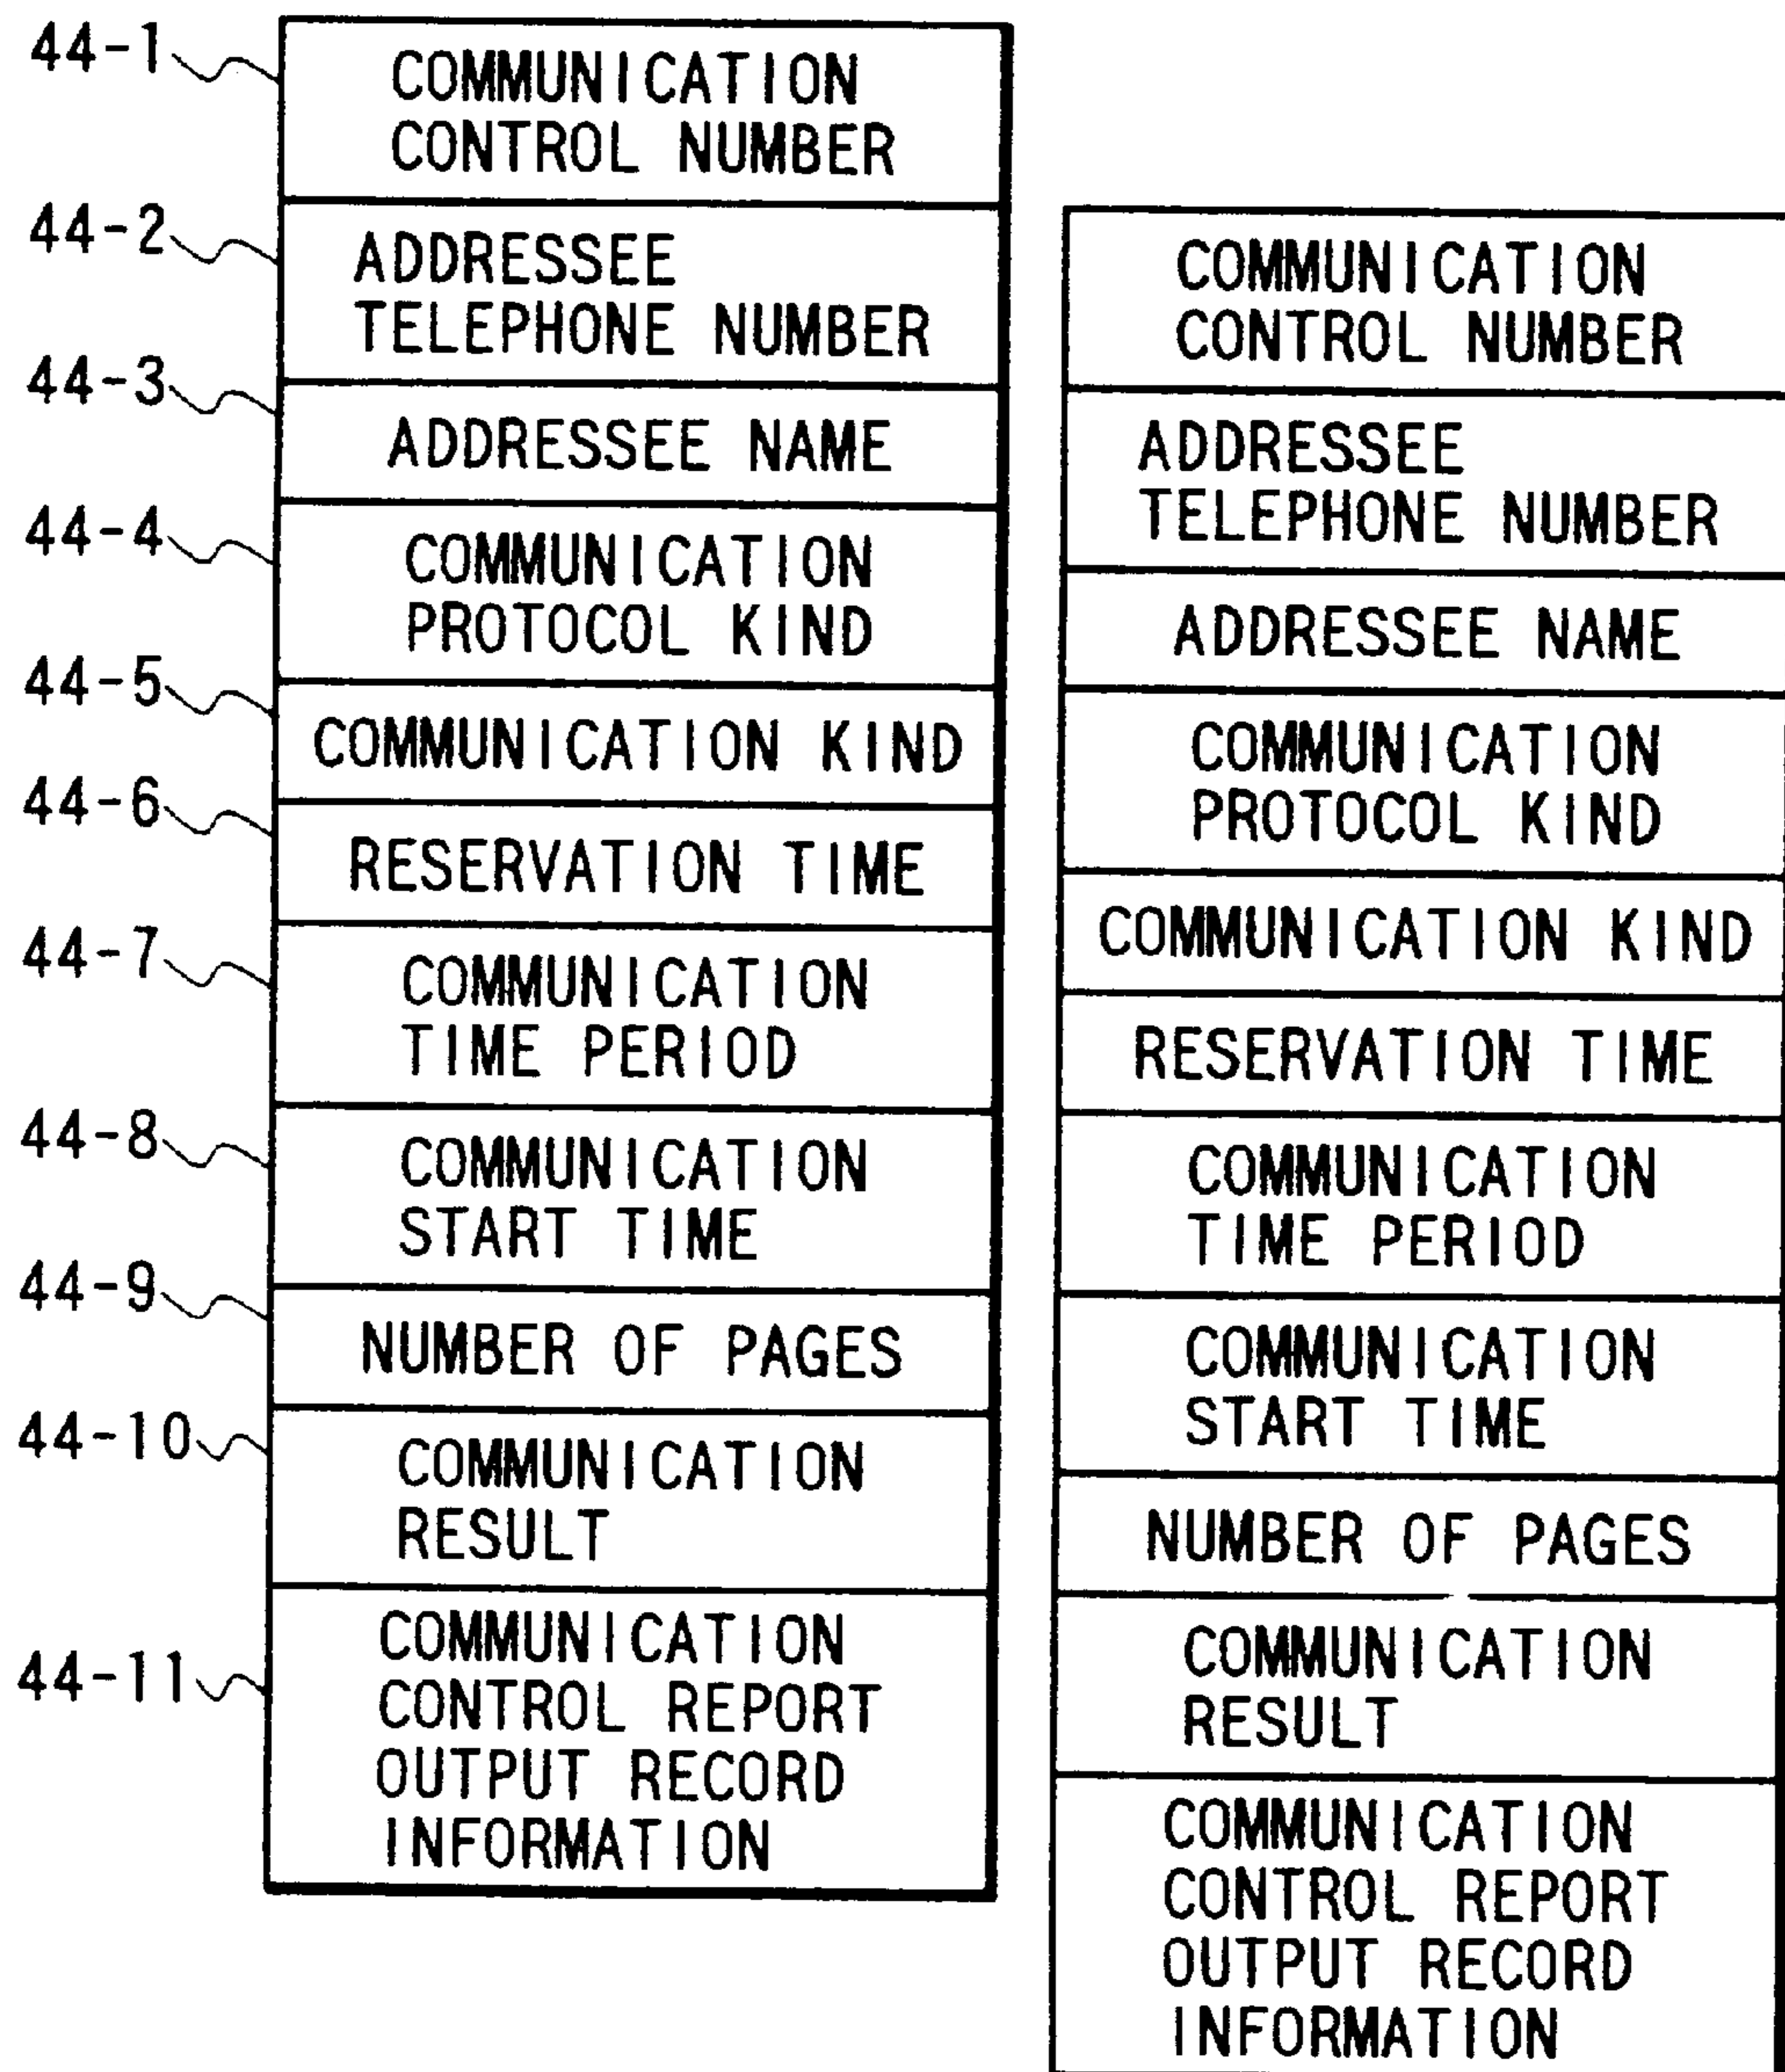 44-1
COMMUNICATION
CONTROL NUMBER
44-2
ADDRESSEE
TELEPHONE NUMBER
44-3
ADDRESSEE NAME
44-4
COMMUNICATION
PROTOCOL KIND
44-5
COMMUNICATION KIND
44-6
RESERVATION TIME
44-7
COMMUNICATION
TIME PERIOD
44-8
COMMUNICATION
START TIME
44-9
NUMBER OF PAGES
44-10
COMMUNICATION
RESULT
44-11
COMMUNICATION
CONTROL REPORT
OUTPUT RECORD
INFORMATION
COMMUNICATION
CONTROL NUMBER
ADDRESSEE
TELEPHONE NUMBER
ADDRESSEE NAME
COMMUNICATION
PROTOCOL KIND
COMMUNICATION KIND
RESERVATION TIME
COMMUNICATION
TIME PERIOD
COMMUNICATION
START TIME
NUMBER OF PAGES
COMMUNICATION
RESULT
COMMUNICATION
CONTROL REPORT
OUTPUT RECORD
INFORMATION